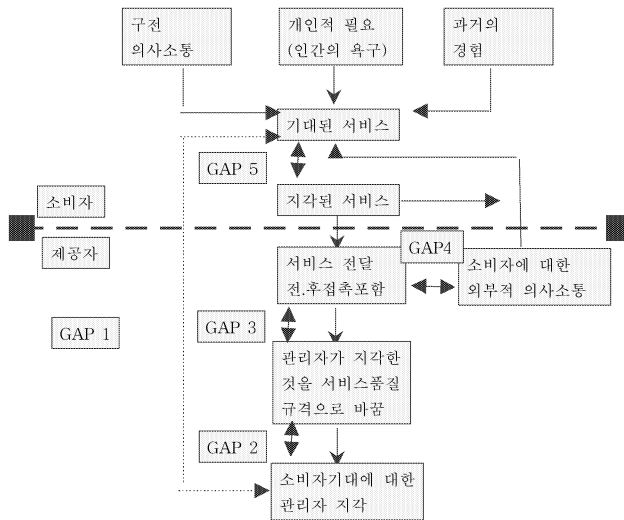 구전
의사소통
개인적 필요
(인간의 욕구)
과거의
경험
기대된 서비스
GAP 5
지각된 서비스
소비자
제공자
GAP4
서비스 전달
전.후접촉포함
소비자에 대한
외부적 의사소통
GAP 1
GAP 3
관리자가 지각한
것을 서비스품질
규격으로 바꿈
GAP 2
소비자기대에 대한
관리자 지각